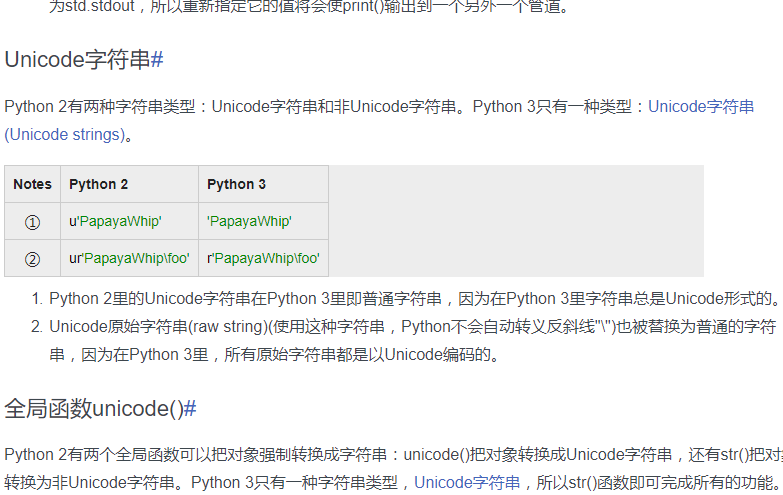 为std.stdout，所以重新指定它的值将会使print()输出到一个另外一个管道。
Unicode字符串#
Python 2有两种字符串类型：Unicode字符串和非Unicode字符串。Python 3只有一种类型：Unicode字符串
(Unicode strings)。
Notes Python 2 Python 3
① u'PapayaWhip' 'PapayaWhip'
② ur'PapayaWhip\foo' r'PapayaWhip\foo'
1. Python 2里的Unicode字符串在Python 3里即普通字符串，因为在Python 3里字符串总是Unicode形式的。
2. Unicode原始字符串(raw string)(使用这种字符串，Python不会自动转义反斜线"\")也被替换为普通的字符
串，因为在Python 3里，所有原始字符串都是以Unicode编码的。
全局函数unicode()#
Python 2有两个全局函数可以把对象强制转换成字符串：unicode()把对象转换成Unicode字符串，还有str()把对象
转换为非Unicode字符串。Python 3只有一种字符串类型，Unicode字符串，所以str()函数即可完成所有的功能。